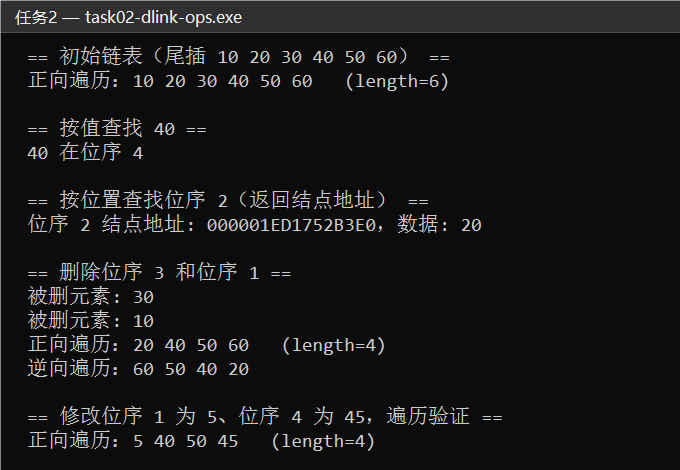 任务2 — task02-dlink-ops.exe
== 初始链表（尾插 10 20 30 40 50 60） ==
正向遍历：10 20 30 40 50 60   (length=6)
== 按值查找 40 ==
40 在位序 4
== 按位置查找位序 2（返回结点地址） ==
位序 2 结点地址: 000001ED1752B3E0，数据: 20
== 删除位序 3 和位序 1 ==
被删元素: 30
被删元素: 10
正向遍历：20 40 50 60   (length=4)
逆向遍历：60 50 40 20
== 修改位序 1 为 5、位序 4 为 45，遍历验证 ==
正向遍历：5 40 50 45   (length=4)